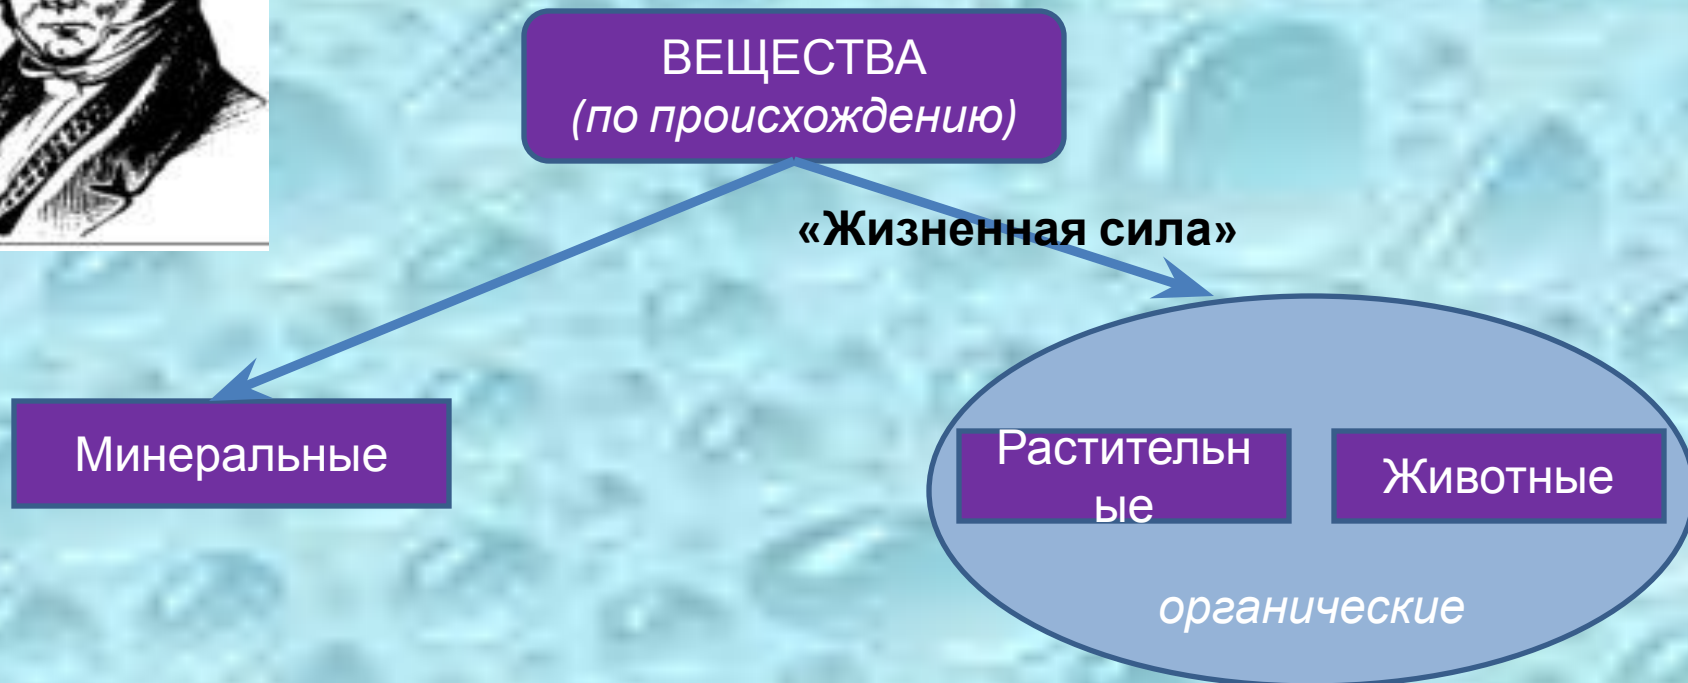 ВЕЩЕСТВА
(по происхождению)
«Жизненная сила»
Минеральные
Растительн
ые
Животные
органические